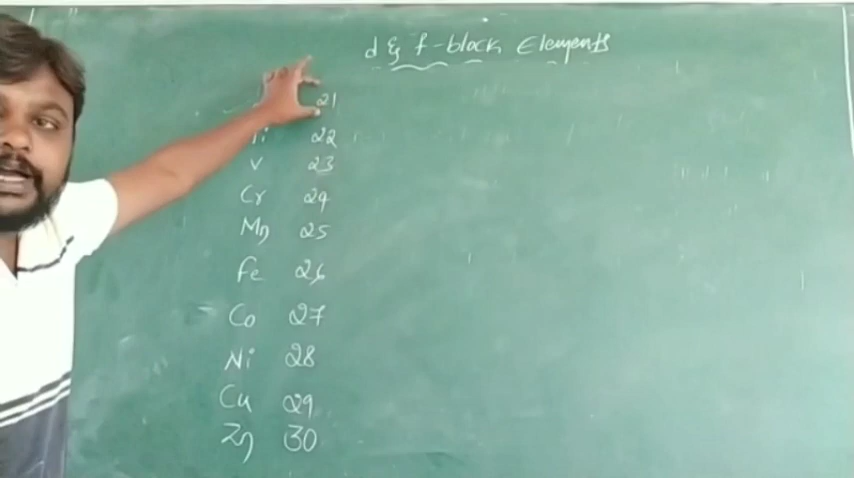 d & f-block Elements
21
Ti 22
V 23
Cr 24
Mn 25
Fe 26
Co 27
Ni 28
Cu 29
Zn 30